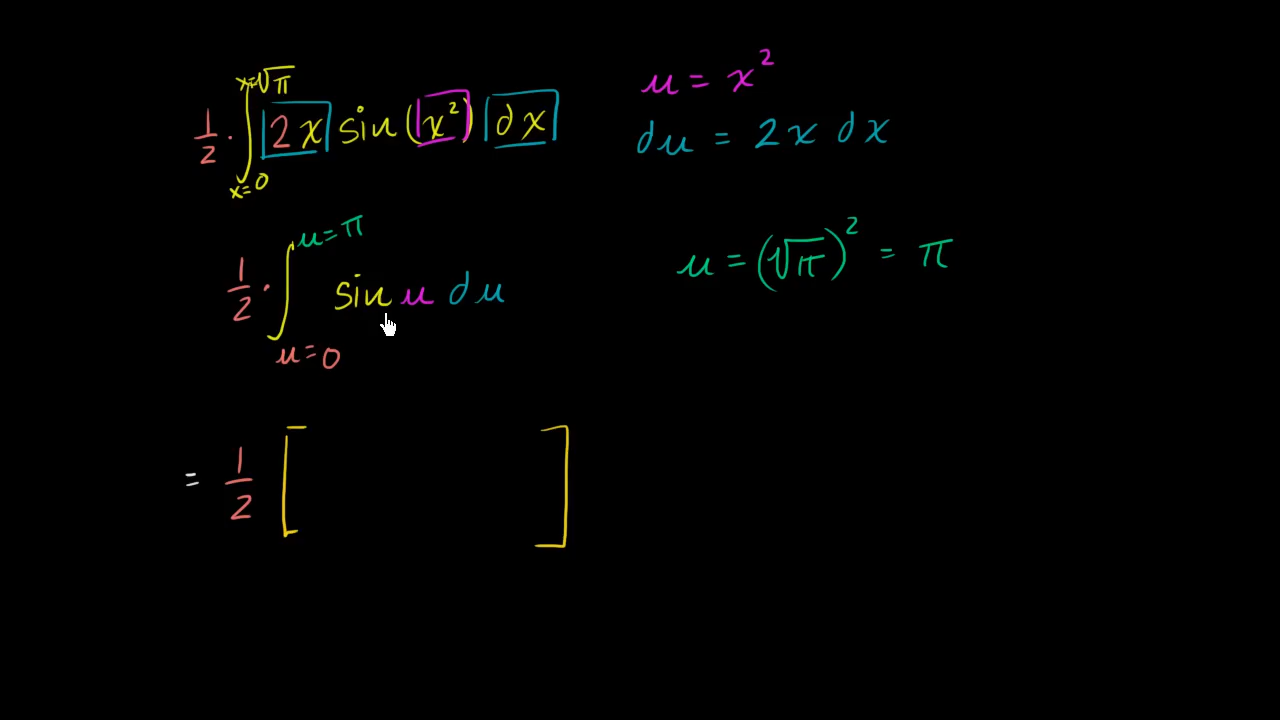 1/2 · ∫_{x=0}^{x=√π} 2x sin(x²) dx
u = x²
du = 2x dx
1/2 · ∫_{u=0}^{u=π} sin u du
u = (√π)² = π
= 1/2 [ ]